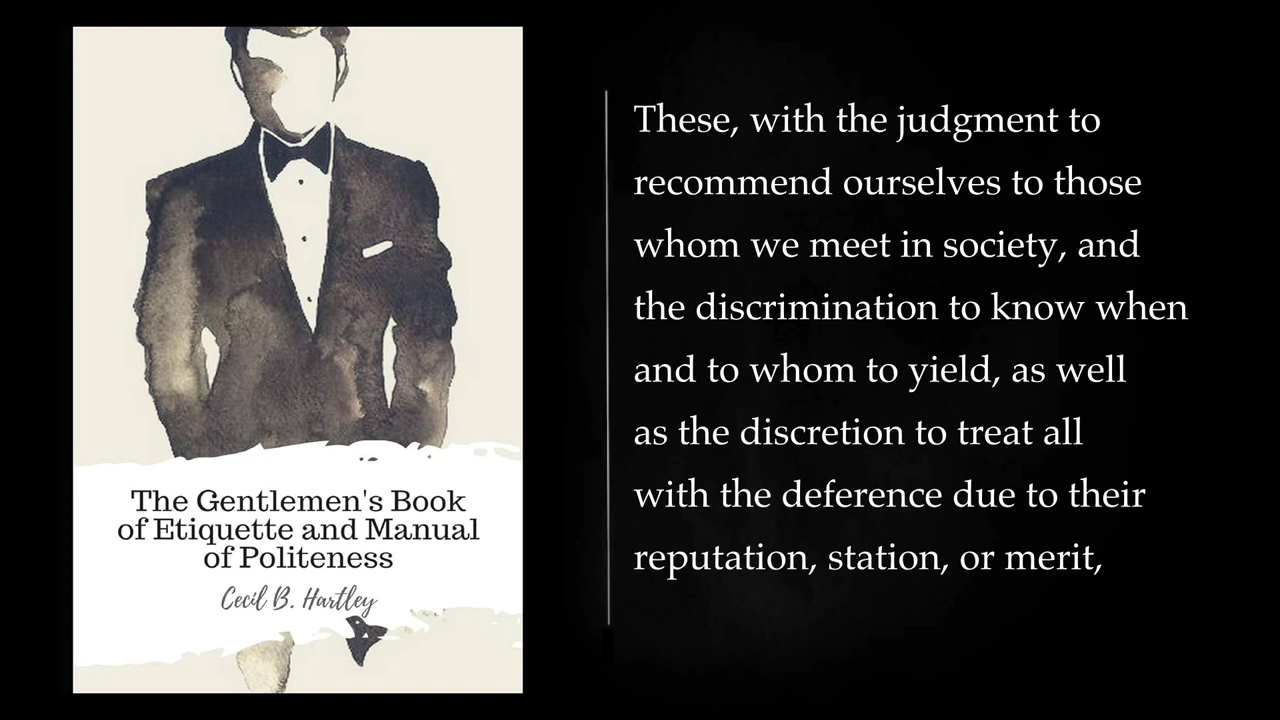 The Gentlemen's Book
of Etiquette and Manual
of Politeness
Cecil B. Hartley
These, with the judgment to
recommend ourselves to those
whom we meet in society, and
the discrimination to know when
and to whom to yield, as well
as the discretion to treat all
with the deference due to their
reputation, station, or merit,